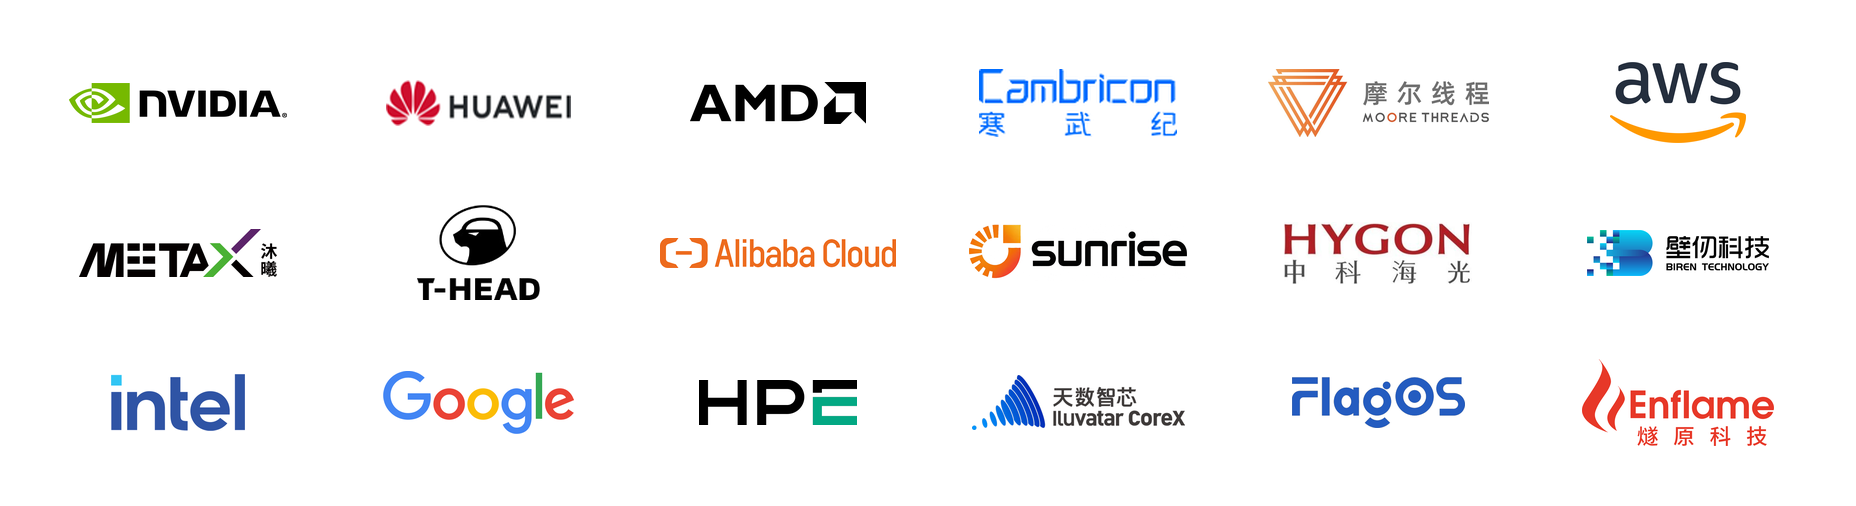 nVIDIA®
HUAWEI
AMD
Cambricon
寒武纪
摩尔线程
MOORE THREADS
aws
METAX
沐曦
T-HEAD
Alibaba Cloud
sunrise
HYGON
中科海光
壁仞科技
BIREN TECHNOLOGY
intel
Google
HPE
天数智芯
Iluvatar CoreX
FlagOS
Enflame
燧原科技